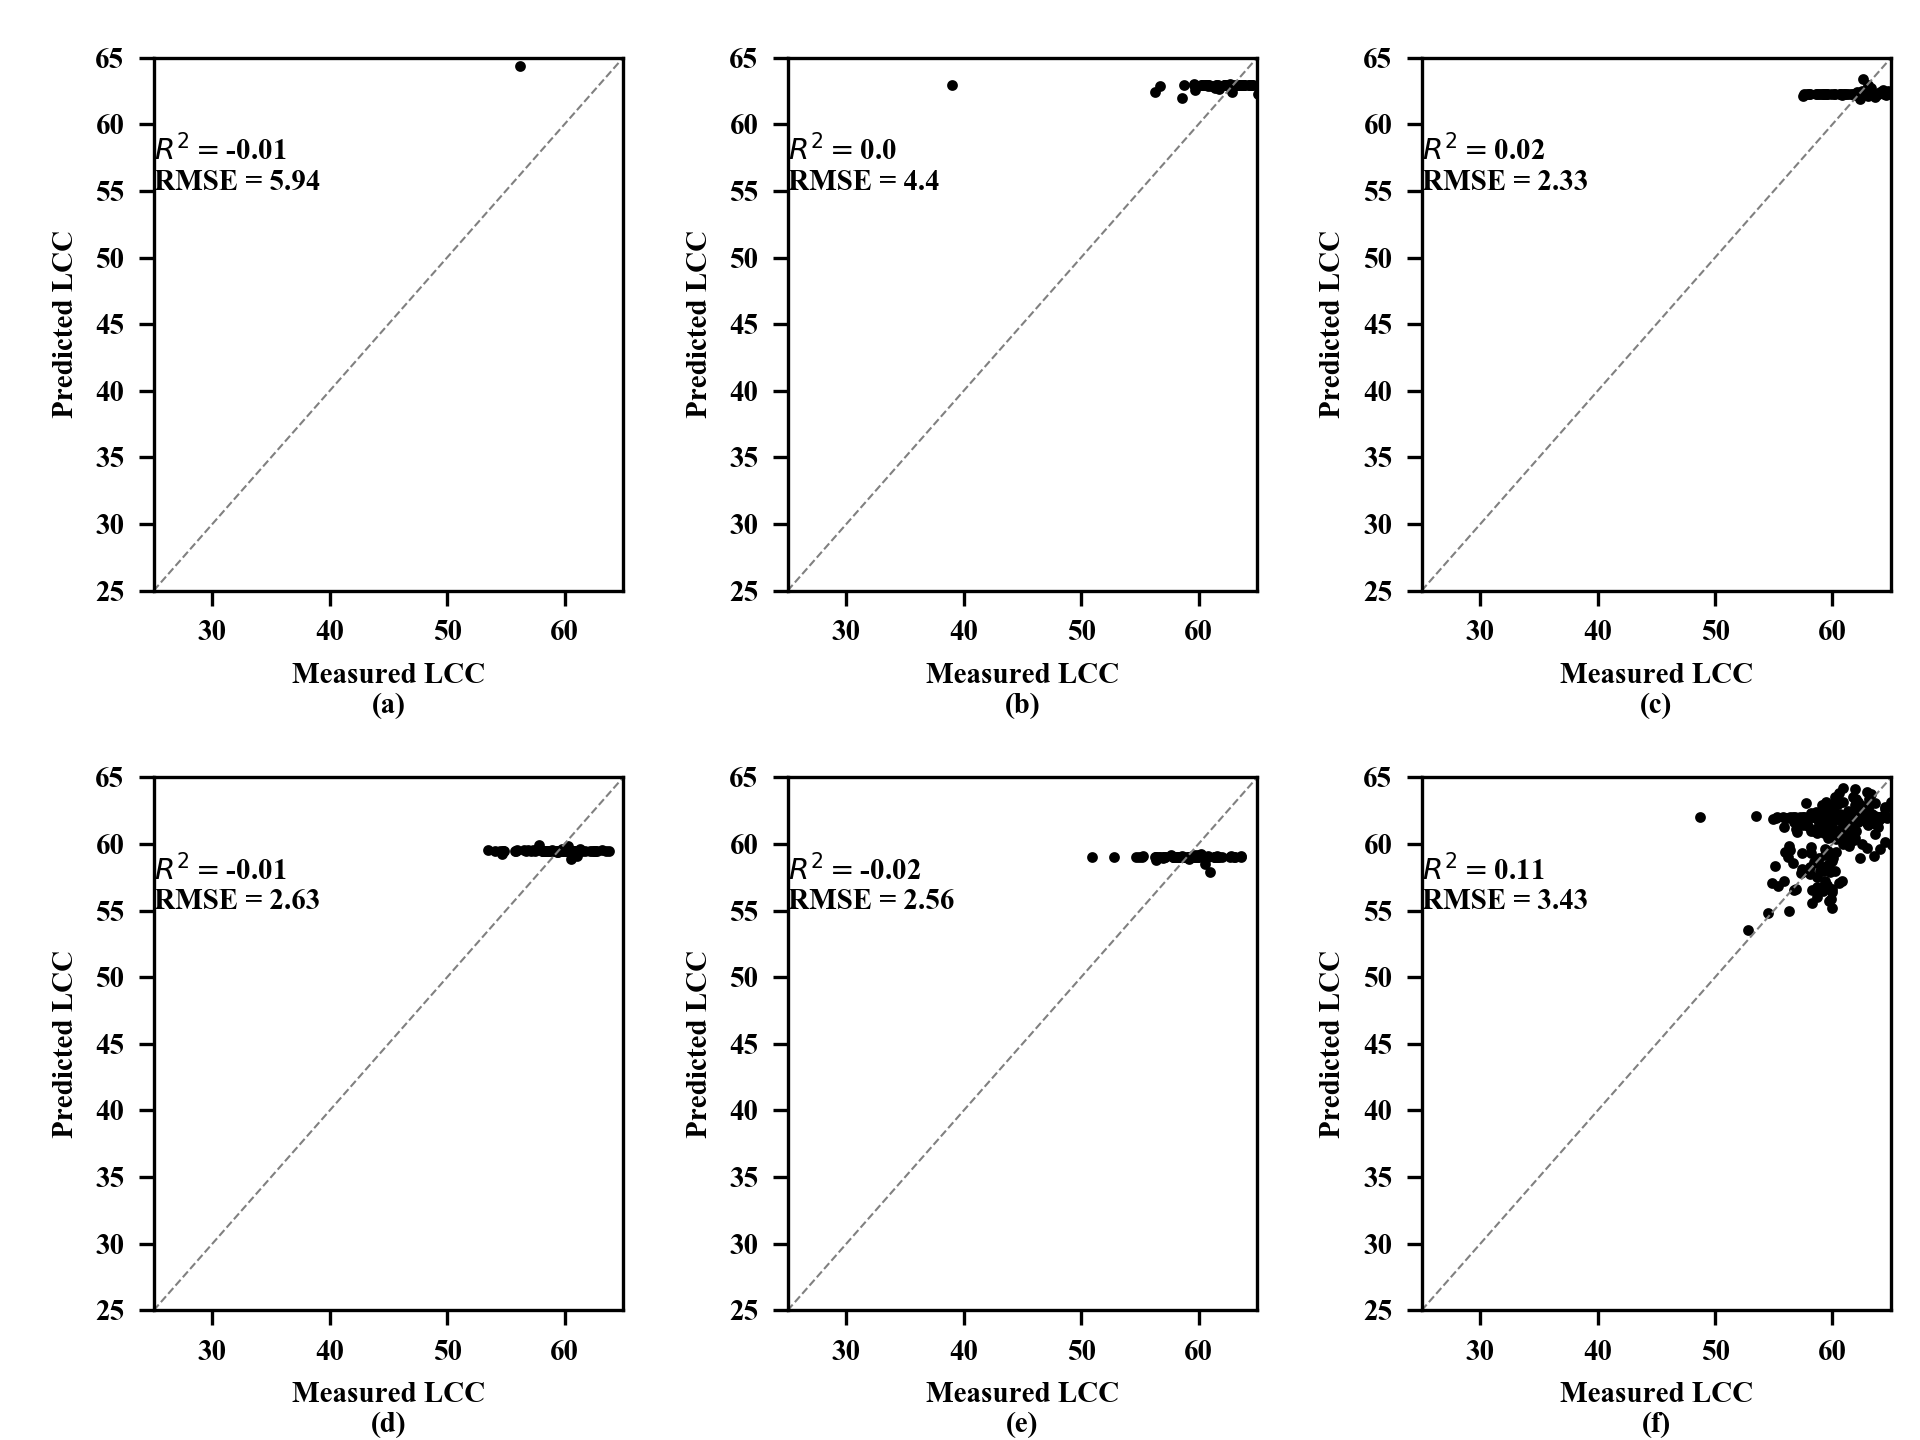 65
60
55
50
45
40
35
30
25
Predicted LCC
R² = -0.01
RMSE = 5.94
30 40 50 60
Measured LCC
(a)
65
60
55
50
45
40
35
30
25
Predicted LCC
R² = 0.0
RMSE = 4.4
30 40 50 60
Measured LCC
(b)
65
60
55
50
45
40
35
30
25
Predicted LCC
R² = 0.02
RMSE = 2.33
30 40 50 60
Measured LCC
(c)
65
60
55
50
45
40
35
30
25
Predicted LCC
R² = -0.01
RMSE = 2.63
30 40 50 60
Measured LCC
(d)
65
60
55
50
45
40
35
30
25
Predicted LCC
R² = -0.02
RMSE = 2.56
30 40 50 60
Measured LCC
(e)
65
60
55
50
45
40
35
30
25
Predicted LCC
R² = 0.11
RMSE = 3.43
30 40 50 60
Measured LCC
(f)